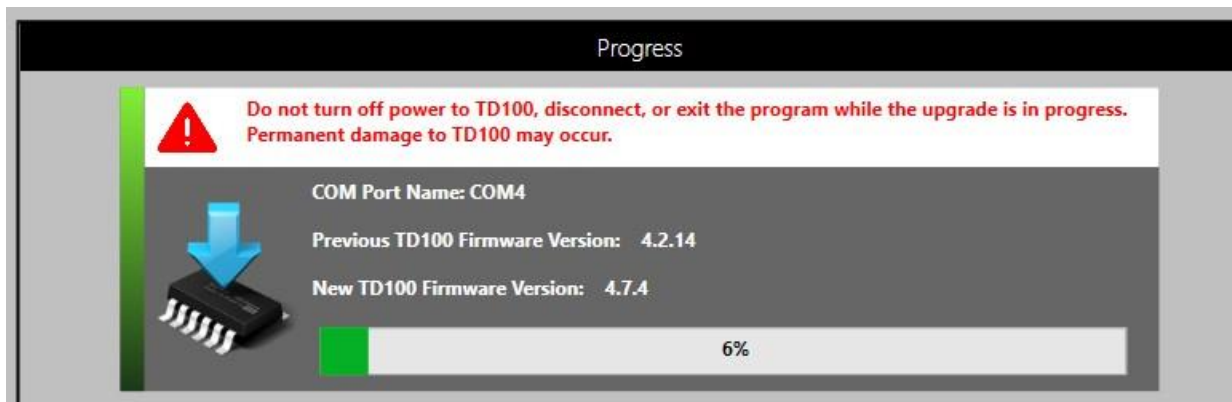 Progress
Do not turn off power to TD100, disconnect, or exit the program while the upgrade is in progress.
Permanent damage to TD100 may occur.
COM Port Name: COM4
Previous TD100 Firmware Version: 4.2.14
New TD100 Firmware Version: 4.7.4
6%